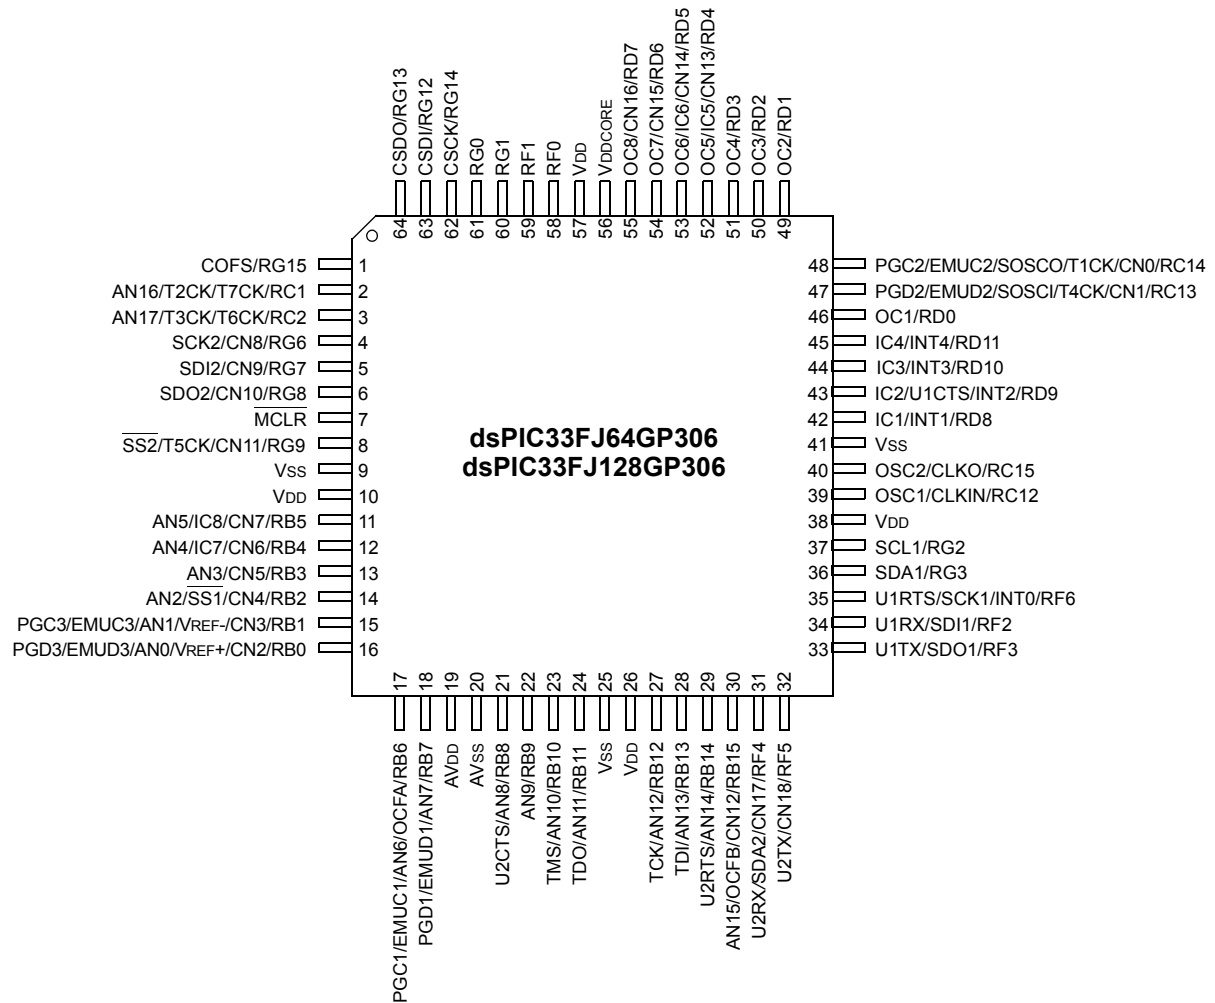 CSDO/RG13
CSDI/RG12
CSCK/RG14
RG0
RG1
RF1
RF0
VDD
VDDCORE
OC8/CN16/RD7
OC7/CN15/RD6
OC6/IC6/CN14/RD5
OC5/IC5/CN13/RD4
OC4/RD3
OC3/RD2
OC2/RD1
64
63
62
61
60
59
58
57
56
55
54
53
52
51
50
49
COFS/RG15 1
AN16/T2CK/T7CK/RC1 2
AN17/T3CK/T6CK/RC2 3
SCK2/CN8/RG6 4
SDI2/CN9/RG7 5
SDO2/CN10/RG8 6
MCLR 7
SS2/T5CK/CN11/RG9 8
VSS 9
VDD 10
AN5/IC8/CN7/RB5 11
AN4/IC7/CN6/RB4 12
AN3/CN5/RB3 13
AN2/SS1/CN4/RB2 14
PGC3/EMUC3/AN1/VREF-/CN3/RB1 15
PGD3/EMUD3/AN0/VREF+/CN2/RB0 16
dsPIC33FJ64GP306
dsPIC33FJ128GP306
48 PGC2/EMUC2/SOSCO/T1CK/CN0/RC14
47 PGD2/EMUD2/SOSCI/T4CK/CN1/RC13
46 OC1/RD0
45 IC4/INT4/RD11
44 IC3/INT3/RD10
43 IC2/U1CTS/INT2/RD9
42 IC1/INT1/RD8
41 VSS
40 OSC2/CLKO/RC15
39 OSC1/CLKIN/RC12
38 VDD
37 SCL1/RG2
36 SDA1/RG3
35 U1RTS/SCK1/INT0/RF6
34 U1RX/SDI1/RF2
33 U1TX/SDO1/RF3
17
18
19
20
21
22
23
24
25
26
27
28
29
30
31
32
PGC1/EMUC1/AN6/OCFA/RB6
PGD1/EMUD1/AN7/RB7
AVDD
AVSS
U2CTS/AN8/RB8
AN9/RB9
TMS/AN10/RB10
TDO/AN11/RB11
VSS
VDD
TCK/AN12/RB12
TDI/AN13/RB13
U2RTS/AN14/RB14
AN15/OCFB/CN12/RB15
U2RX/SDA2/CN17/RF4
U2TX/CN18/RF5